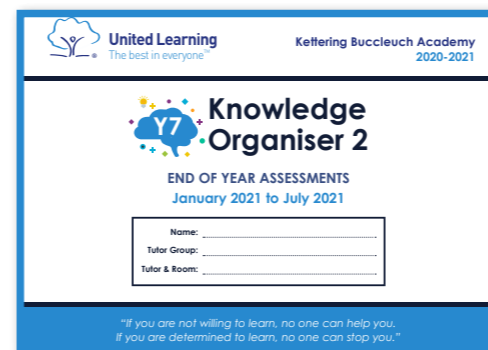 United Learning
The best in everyone™
Kettering Buccleuch Academy
2020-2021
Y7
Knowledge
Organiser 2
END OF YEAR ASSESSMENTS
January 2021 to July 2021
Name:
Tutor Group:
Tutor & Room:
“If you are not willing to learn, no one can help you.
If you are determined to learn, no one can stop you.”